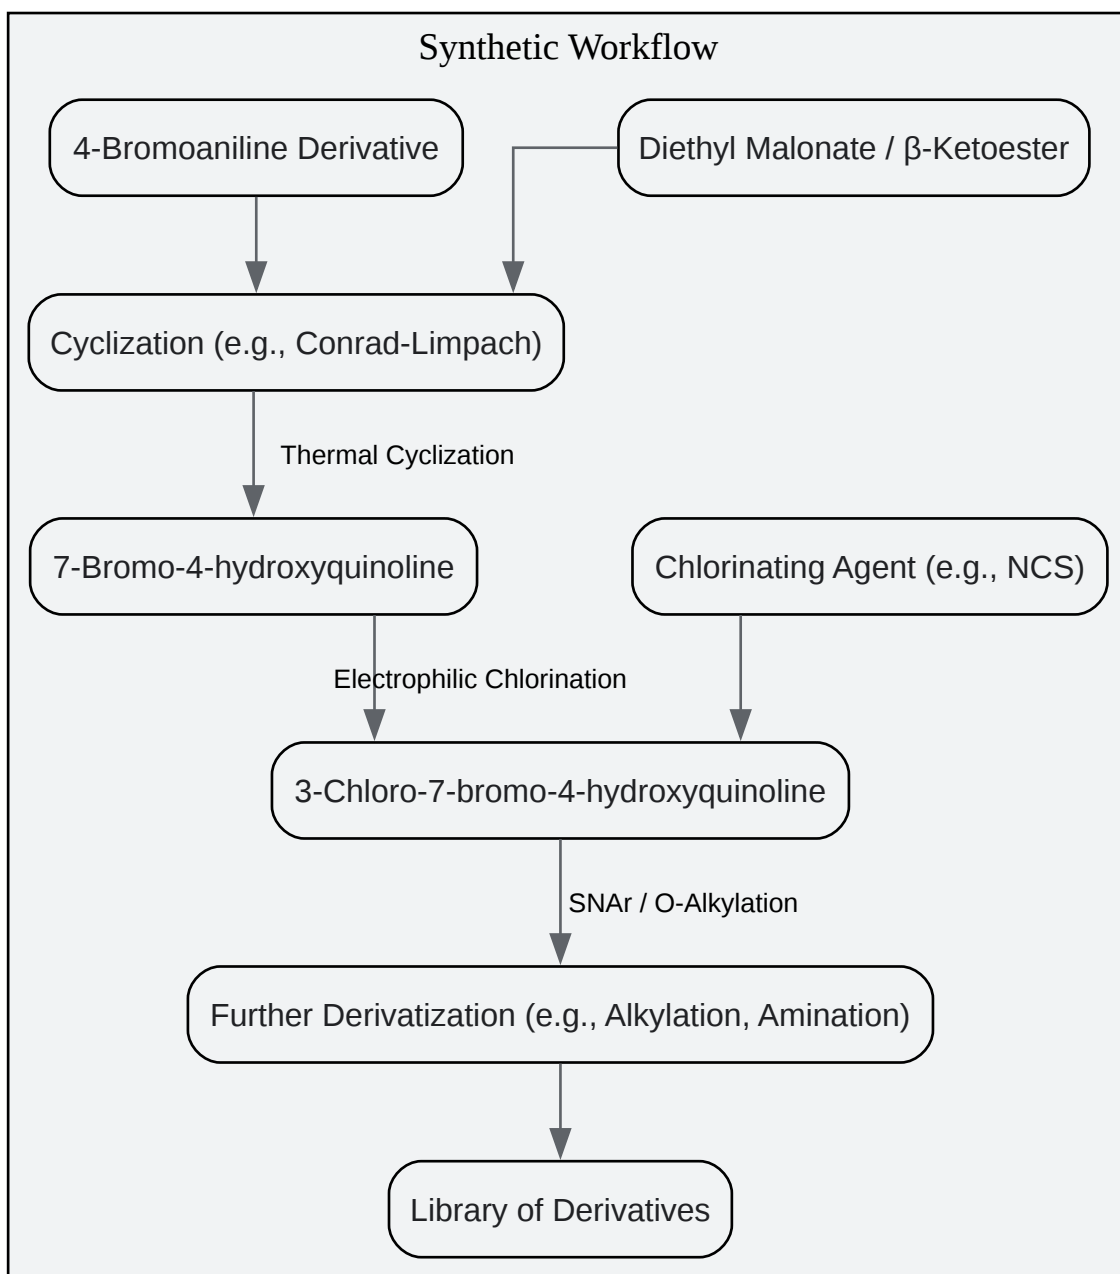 Synthetic Workflow
4-Bromoaniline Derivative
Diethyl Malonate / β-Ketoester
Cyclization (e.g., Conrad-Limpach)
Thermal Cyclization
7-Bromo-4-hydroxyquinoline
Chlorinating Agent (e.g., NCS)
Electrophilic Chlorination
3-Chloro-7-bromo-4-hydroxyquinoline
SNAr / O-Alkylation
Further Derivatization (e.g., Alkylation, Amination)
Library of Derivatives